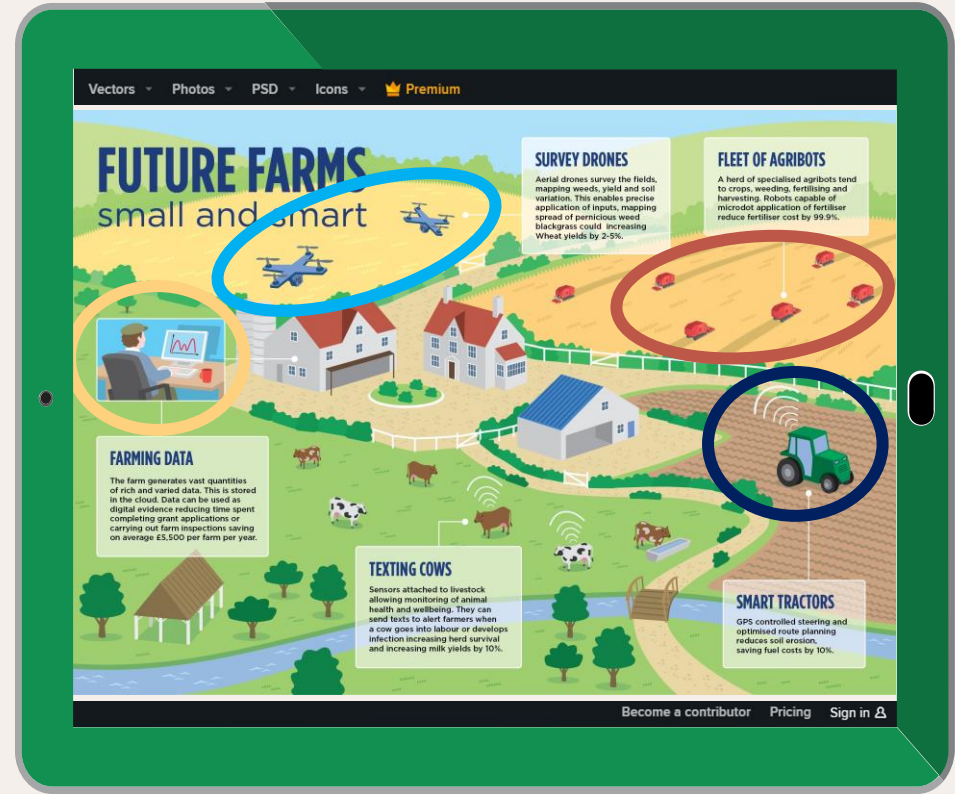 Vectors Photos PSD Icons Premium
FUTURE FARMS
small and smart
SURVEY DRONES
Aerial drones survey the fields,
mapping weeds, yield and soil
variation. This enables precise
application of inputs, mapping
spread of pernicious weed
blackgrass could increasing
Wheat yields by 2-5%.
FLEET OF AGRIBOTS
A herd of specialised agribots tend
to crops, weeding, fertilising and
harvesting. Robots capable of
microdot application of fertiliser
reduce fertiliser cost by 99.9%.
FARMING DATA
The farm generates vast quantities
of rich and varied data. This is stored
in the cloud. Data can be used as
digital evidence reducing time spent
completing grant applications or
carrying out farm inspections saving
on average £5,500 per farm per year.
TEXTING COWS
Sensors attached to livestock
allowing monitoring of animal
health and wellbeing. They can
send texts to alert farmers when
a cow goes into labour or develops
infection increasing herd survival
and increasing milk yields by 10%.
SMART TRACTORS
GPS controlled steering and
optimised route planning
reduces soil erosion,
saving fuel costs by 10%.
Become a contributor Pricing Sign in